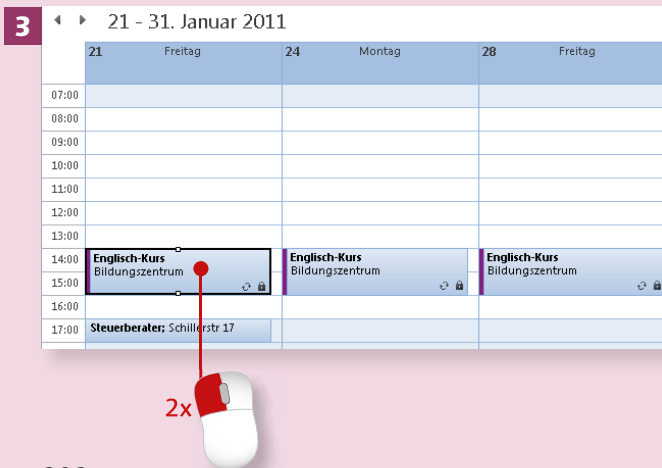 3
21 - 31. Januar 2011
21 Freitag 24 Montag 28 Freitag
07:00
08:00
09:00
10:00
11:00
12:00
13:00
14:00 Englisch-Kurs Englisch-Kurs Englisch-Kurs
Bildungszentrum Bildungszentrum Bildungszentrum
15:00
16:00
17:00 Steuerberater; Schillerstr 17
2x